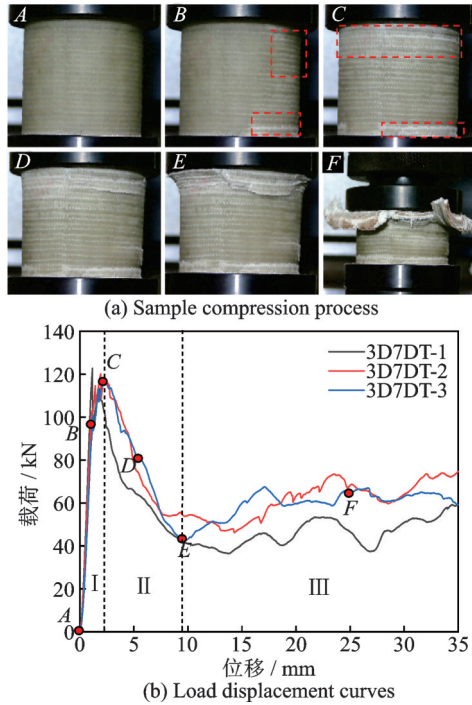 A B C
D E F
(a) Sample compression process
140
120
100
80
60
40
20
0
载荷 / kN
3D7DT-1
3D7DT-2
3D7DT-3
A B C D E F
I II III
0 5 10 15 20 25 30 35
位移 / mm
(b) Load displacement curves